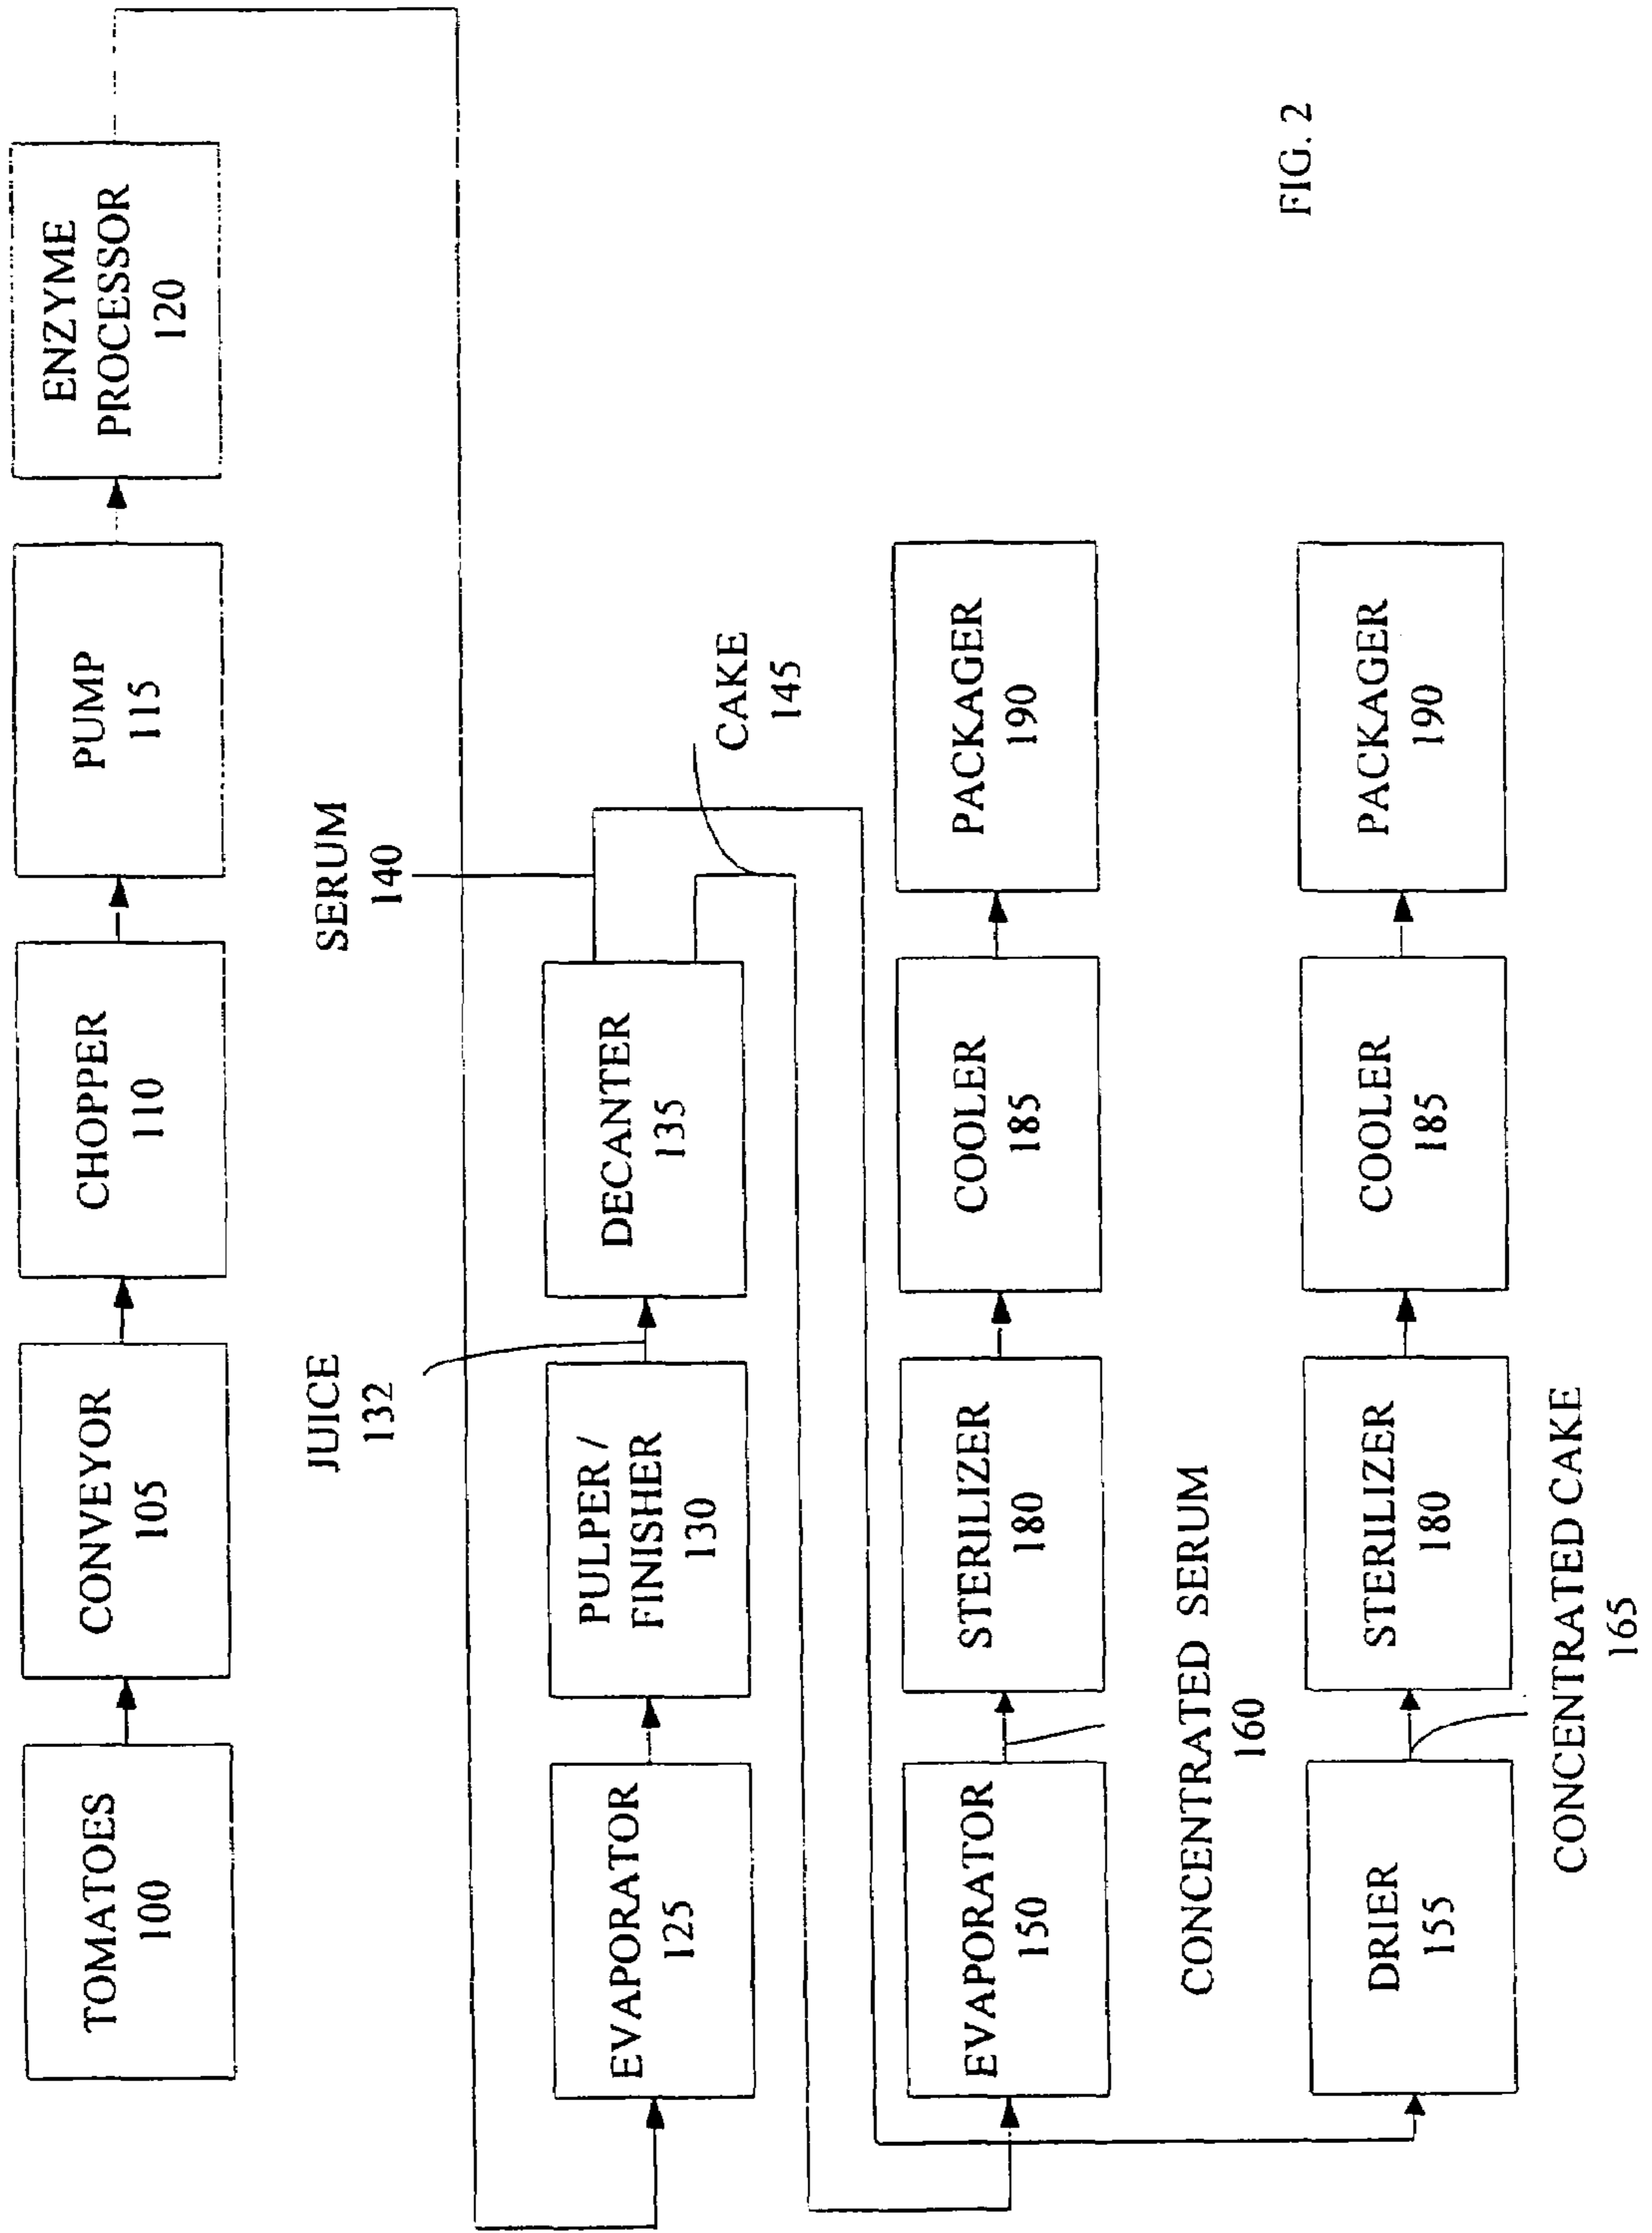 TOMATOES
100
CONVEYOR
105
CHOPPER
110
PUMP
115
ENZYME
PROCESSOR
120
JUICE
132
SERUM
140
EVAPORATOR
125
PULPER /
FINISHER
130
DECANTER
135
CAKE
145
EVAPORATOR
150
STERILIZER
180
COOLER
185
PACKAGER
190
CONCENTRATED SERUM
160
FIG. 2
DRIER
155
STERILIZER
180
COOLER
185
PACKAGER
190
CONCENTRATED CAKE
165